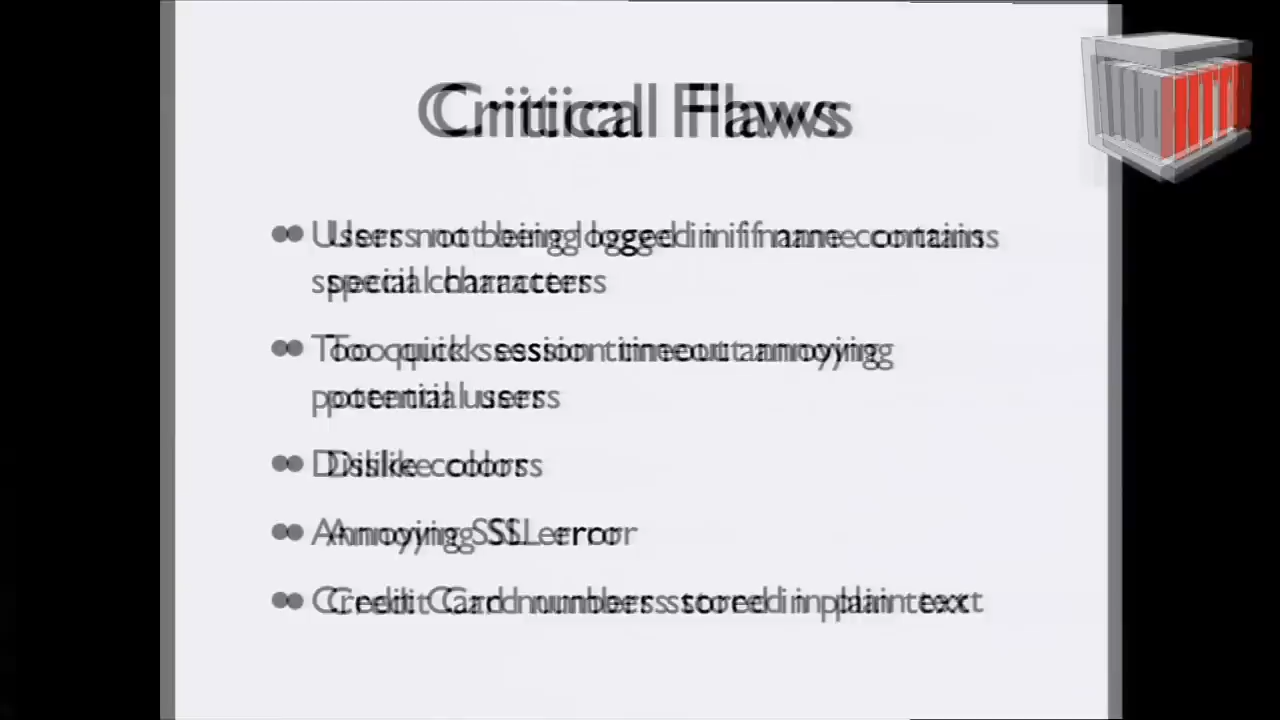 Critical Flaws
• Users not being logged in if name contains
special characters
• Too quick session timeout annoying
potential users
• Dislike colors
• Annoying SSL error
• Credit Card numbers stored in plain text